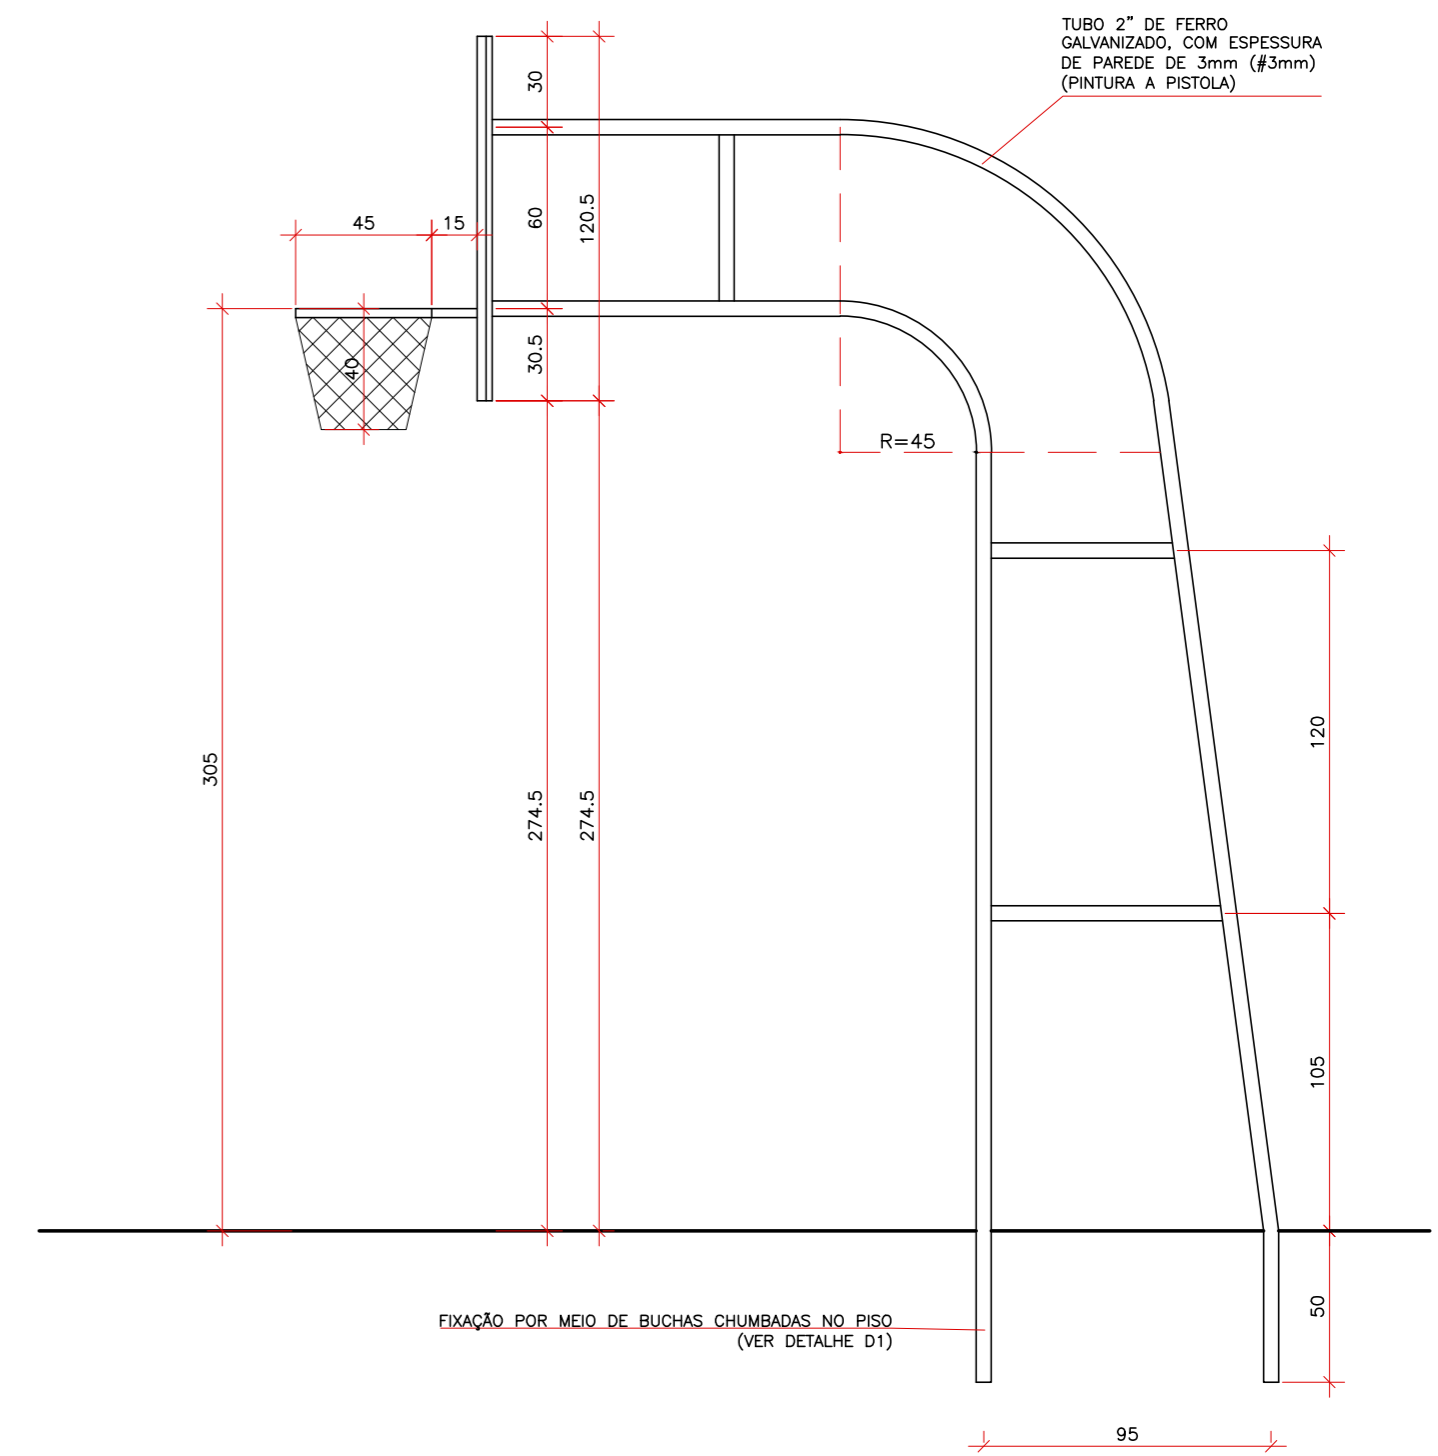 TUBO 2" DE FERRO
GALVANIZADO, COM ESPESSURA
DE PAREDE DE 3mm (#3mm)
(PINTURA A PISTOLA)
30
60
120.5
45
15
30.5
40
R=45
305
274.5
274.5
120
105
50
FIXAÇÃO POR MEIO DE BUCHAS CHUMBADAS NO PISO
(VER DETALHE D1)
95